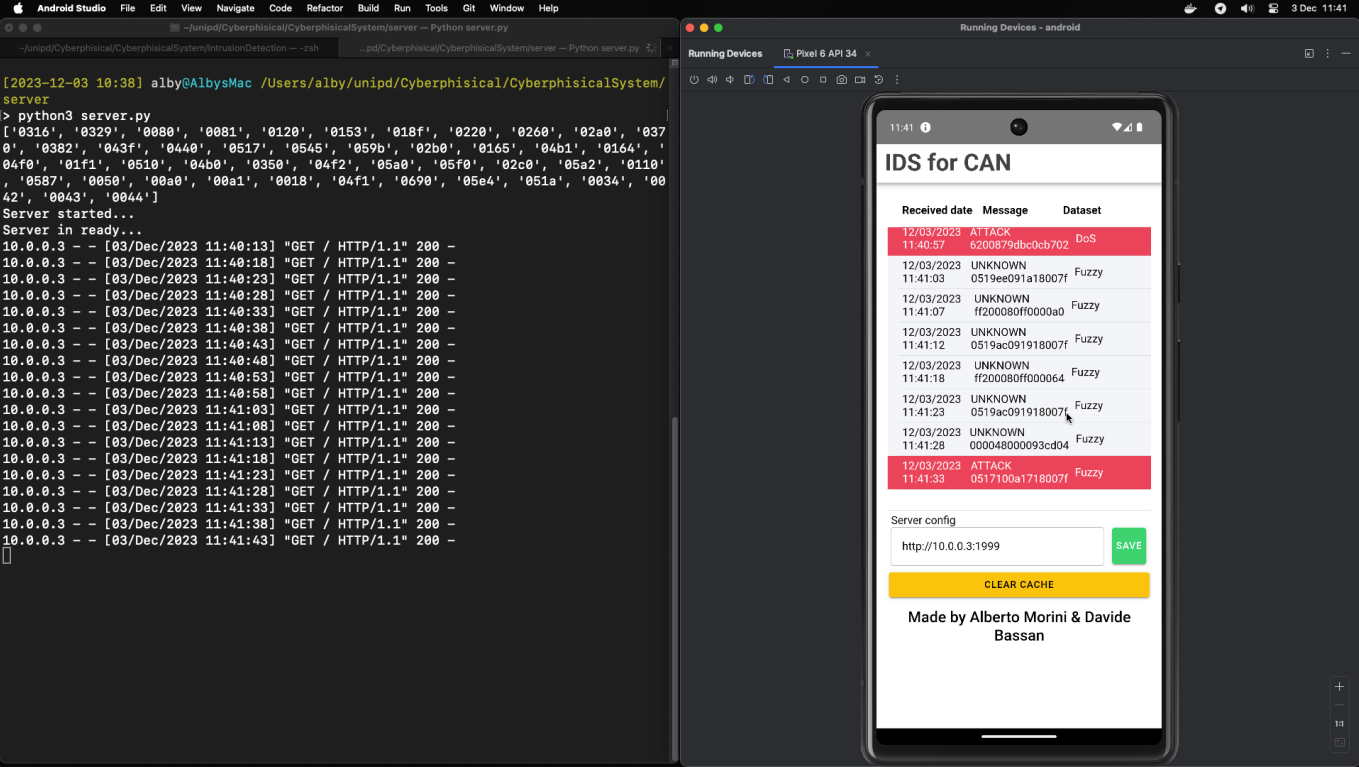 Android Studio File Edit View Navigate Code Refactor Build Run Tools Git Window Help 3 Dec 11:41
~/unipd/Cyberphisical/CyberphisicalSystem/server — Python server.py
~/unipd/Cyberphisical/CyberphisicalSystem/IntrusionDetection — -zsh ...pd/Cyberphisical/CyberphisicalSystem/server — Python server.py
[2023-12-03 10:38] alby@AlbysMac /Users/alby/unipd/Cyberphisical/CyberphisicalSystem/
server
> python3 server.py
['0316', '0329', '0080', '0081', '0120', '0153', '018f', '0220', '0260', '02a0', '037
0', '0382', '043f', '0440', '0517', '0545', '059b', '02b0', '0165', '04b1', '0164', '
04f0', '01f1', '0510', '04b0', '0350', '04f2', '05a0', '05f0', '02c0', '05a2', '0110'
, '0587', '0050', '00a0', '00a1', '0018', '04f1', '0690', '05e4', '051a', '0034', '00
42', '0043', '0044']
Server started...
Server in ready...
10.0.0.3 - - [03/Dec/2023 11:40:13] "GET / HTTP/1.1" 200 -
10.0.0.3 - - [03/Dec/2023 11:40:18] "GET / HTTP/1.1" 200 -
10.0.0.3 - - [03/Dec/2023 11:40:23] "GET / HTTP/1.1" 200 -
10.0.0.3 - - [03/Dec/2023 11:40:28] "GET / HTTP/1.1" 200 -
10.0.0.3 - - [03/Dec/2023 11:40:33] "GET / HTTP/1.1" 200 -
10.0.0.3 - - [03/Dec/2023 11:40:38] "GET / HTTP/1.1" 200 -
10.0.0.3 - - [03/Dec/2023 11:40:43] "GET / HTTP/1.1" 200 -
10.0.0.3 - - [03/Dec/2023 11:40:48] "GET / HTTP/1.1" 200 -
10.0.0.3 - - [03/Dec/2023 11:40:53] "GET / HTTP/1.1" 200 -
10.0.0.3 - - [03/Dec/2023 11:40:58] "GET / HTTP/1.1" 200 -
10.0.0.3 - - [03/Dec/2023 11:41:03] "GET / HTTP/1.1" 200 -
10.0.0.3 - - [03/Dec/2023 11:41:08] "GET / HTTP/1.1" 200 -
10.0.0.3 - - [03/Dec/2023 11:41:13] "GET / HTTP/1.1" 200 -
10.0.0.3 - - [03/Dec/2023 11:41:18] "GET / HTTP/1.1" 200 -
10.0.0.3 - - [03/Dec/2023 11:41:23] "GET / HTTP/1.1" 200 -
10.0.0.3 - - [03/Dec/2023 11:41:28] "GET / HTTP/1.1" 200 -
10.0.0.3 - - [03/Dec/2023 11:41:33] "GET / HTTP/1.1" 200 -
10.0.0.3 - - [03/Dec/2023 11:41:38] "GET / HTTP/1.1" 200 -
10.0.0.3 - - [03/Dec/2023 11:41:43] "GET / HTTP/1.1" 200 -
Running Devices - android
Running Devices Pixel 6 API 34
11:41
IDS for CAN
Received date Message Dataset
12/03/2023 ATTACK
11:40:57 6200879dbc0cb702 DoS
12/03/2023 UNKNOWN
11:41:03 0519ee091a18007f Fuzzy
12/03/2023 UNKNOWN
11:41:07 ff200080ff0000a0 Fuzzy
12/03/2023 UNKNOWN
11:41:12 0519ac091918007f Fuzzy
12/03/2023 UNKNOWN
11:41:18 ff200080ff000064 Fuzzy
12/03/2023 UNKNOWN
11:41:23 0519ac091918007f Fuzzy
12/03/2023 UNKNOWN
11:41:28 000048000093cd04 Fuzzy
12/03/2023 ATTACK
11:41:33 0517100a1718007f Fuzzy
Server config
http://10.0.0.3:1999 SAVE
CLEAR CACHE
Made by Alberto Morini & Davide
Bassan
1:1